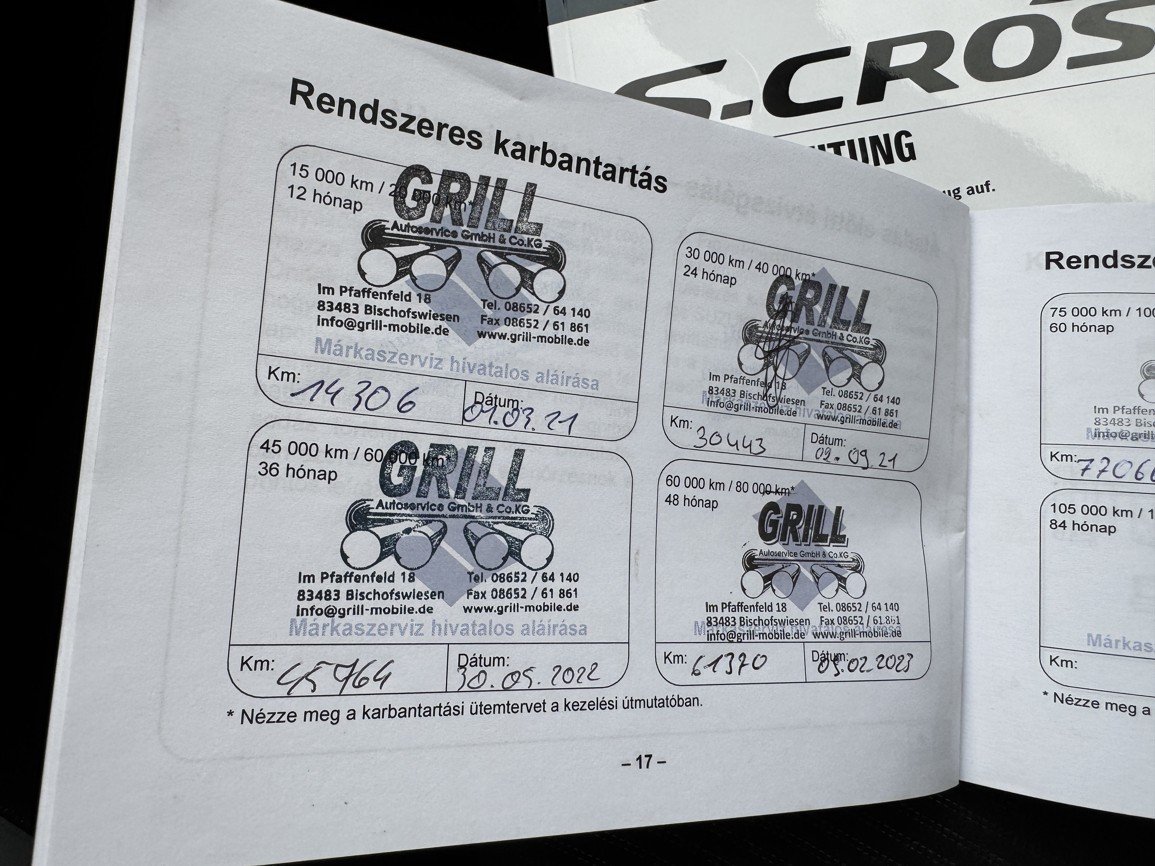 S-CROS
ITUNG
ug auf.
Rendszeres karbantartás
15 000 km / 20 000 km*
12 hónap
GRILL
Autoservice GmbH & Co.KG
Im Pfaffenfeld 18
83483 Bischofswiesen
info@grill-mobile.de
Tel. 08652 / 64 140
Fax 08652 / 61 861
www.grill-mobile.de
Márkaszerviz hivatalos aláírása
Km: 14306
Dátum: 01.03.21
30 000 km / 40 000 km*
24 hónap
GRILL
Autoservice GmbH & Co.KG
Im Pfaffenfeld 18
83483 Bischofswiesen
info@grill-mobile.de
Tel. 08652 / 64 140
Fax 08652 / 61 861
www.grill-mobile.de
Km: 30443
Dátum: 09.21
45 000 km / 60 000 km*
36 hónap
GRILL
Autoservice GmbH & Co.KG
Im Pfaffenfeld 18
83483 Bischofswiesen
info@grill-mobile.de
Tel. 08652 / 64 140
Fax 08652 / 61 861
www.grill-mobile.de
Márkaszerviz hivatalos aláírása
Km: 45764
Dátum: 30.05.2022
60 000 km / 80 000 km*
48 hónap
GRILL
Autoservice GmbH & Co.KG
Im Pfaffenfeld 18
83483 Bischofswiesen
info@grill-mobile.de
Tel. 08652 / 64 140
Fax 08652 / 61 861
www.grill-mobile.de
Márkaszerviz hivatalos aláírása
Km: 61370
Dátum: 09.02.2023
* Nézze meg a karbantartási ütemtervet a kezelési útmutatóban.
– 17 –
Rendsze
75 000 km / 100
60 hónap
Im Pfaffen
83483 Bis
info@grill
Km: 7706
105 000 km / 1
84 hónap
Márkas
Km:
* Nézze meg a